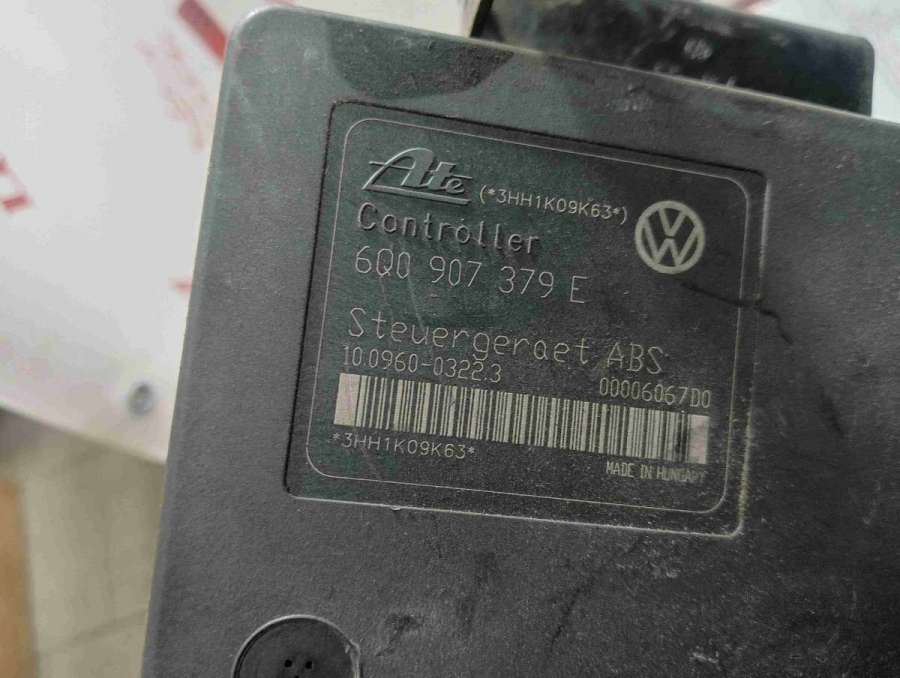 Ate (*3HH1K09K63*)
Controller
6Q0 907 379 E
Steuergeraet ABS
10.0960-0322.3 00006067D0
*3HH1K09K63*
MADE IN HUNGARY